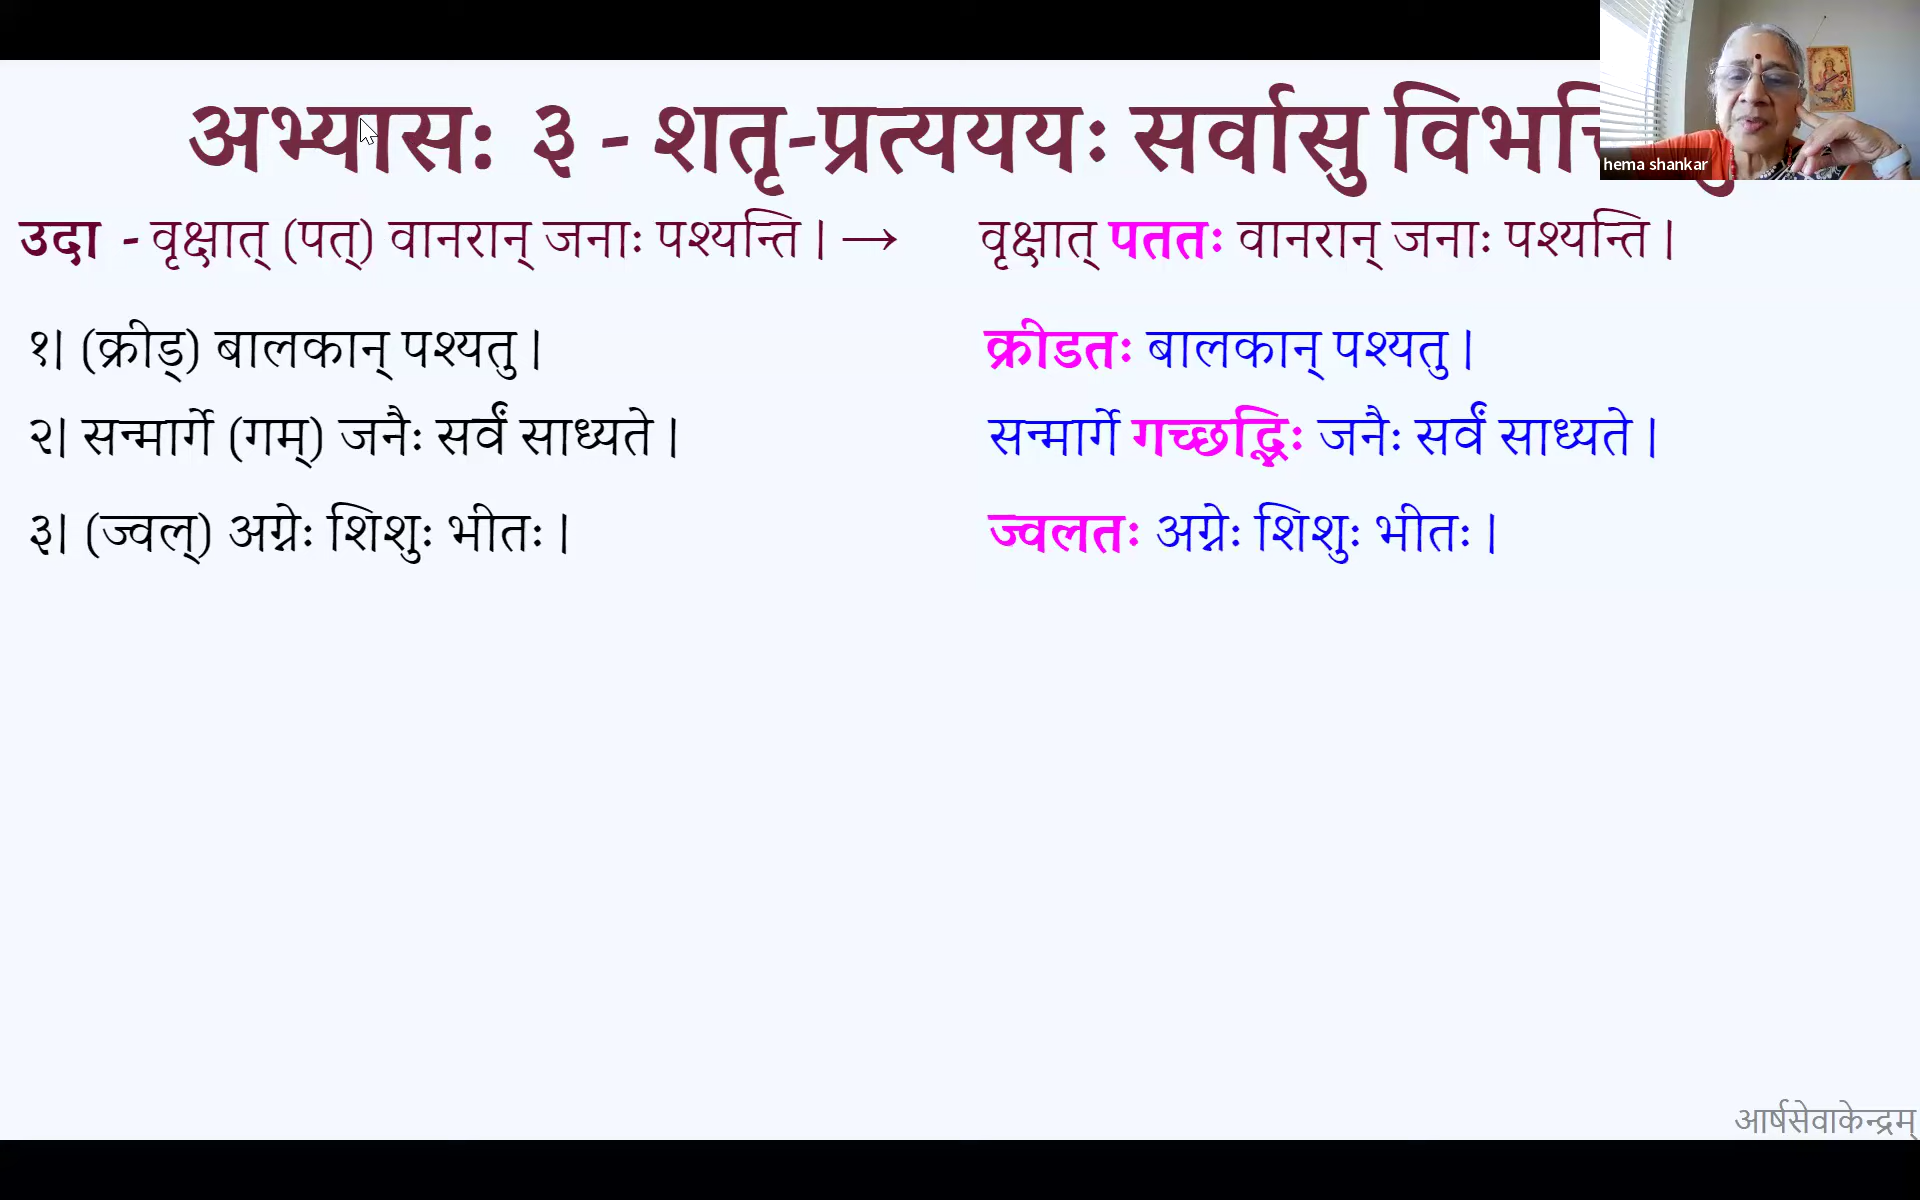 अभ्यासः ३ - शतृ-प्रत्यययः सर्वासु
hema shankar
उदा - वृक्षात् (पत्) वानरान् जनाः पश्यन्ति । → वृक्षात् पततः वानरान् जनाः पश्यन्ति ।
१| (क्रीड्) बालकान् पश्यतु । क्रीडतः बालकान् पश्यतु ।
२| सन्मार्गे (गम्) जनैः सर्वं साध्यते । सन्मार्गे गच्छद्भिः जनैः सर्वं साध्यते ।
३| (ज्वल्) अग्नेः शिशुः भीतः । ज्वलतः अग्नेः शिशुः भीतः ।
आर्षसेवाकेन्द्रम्